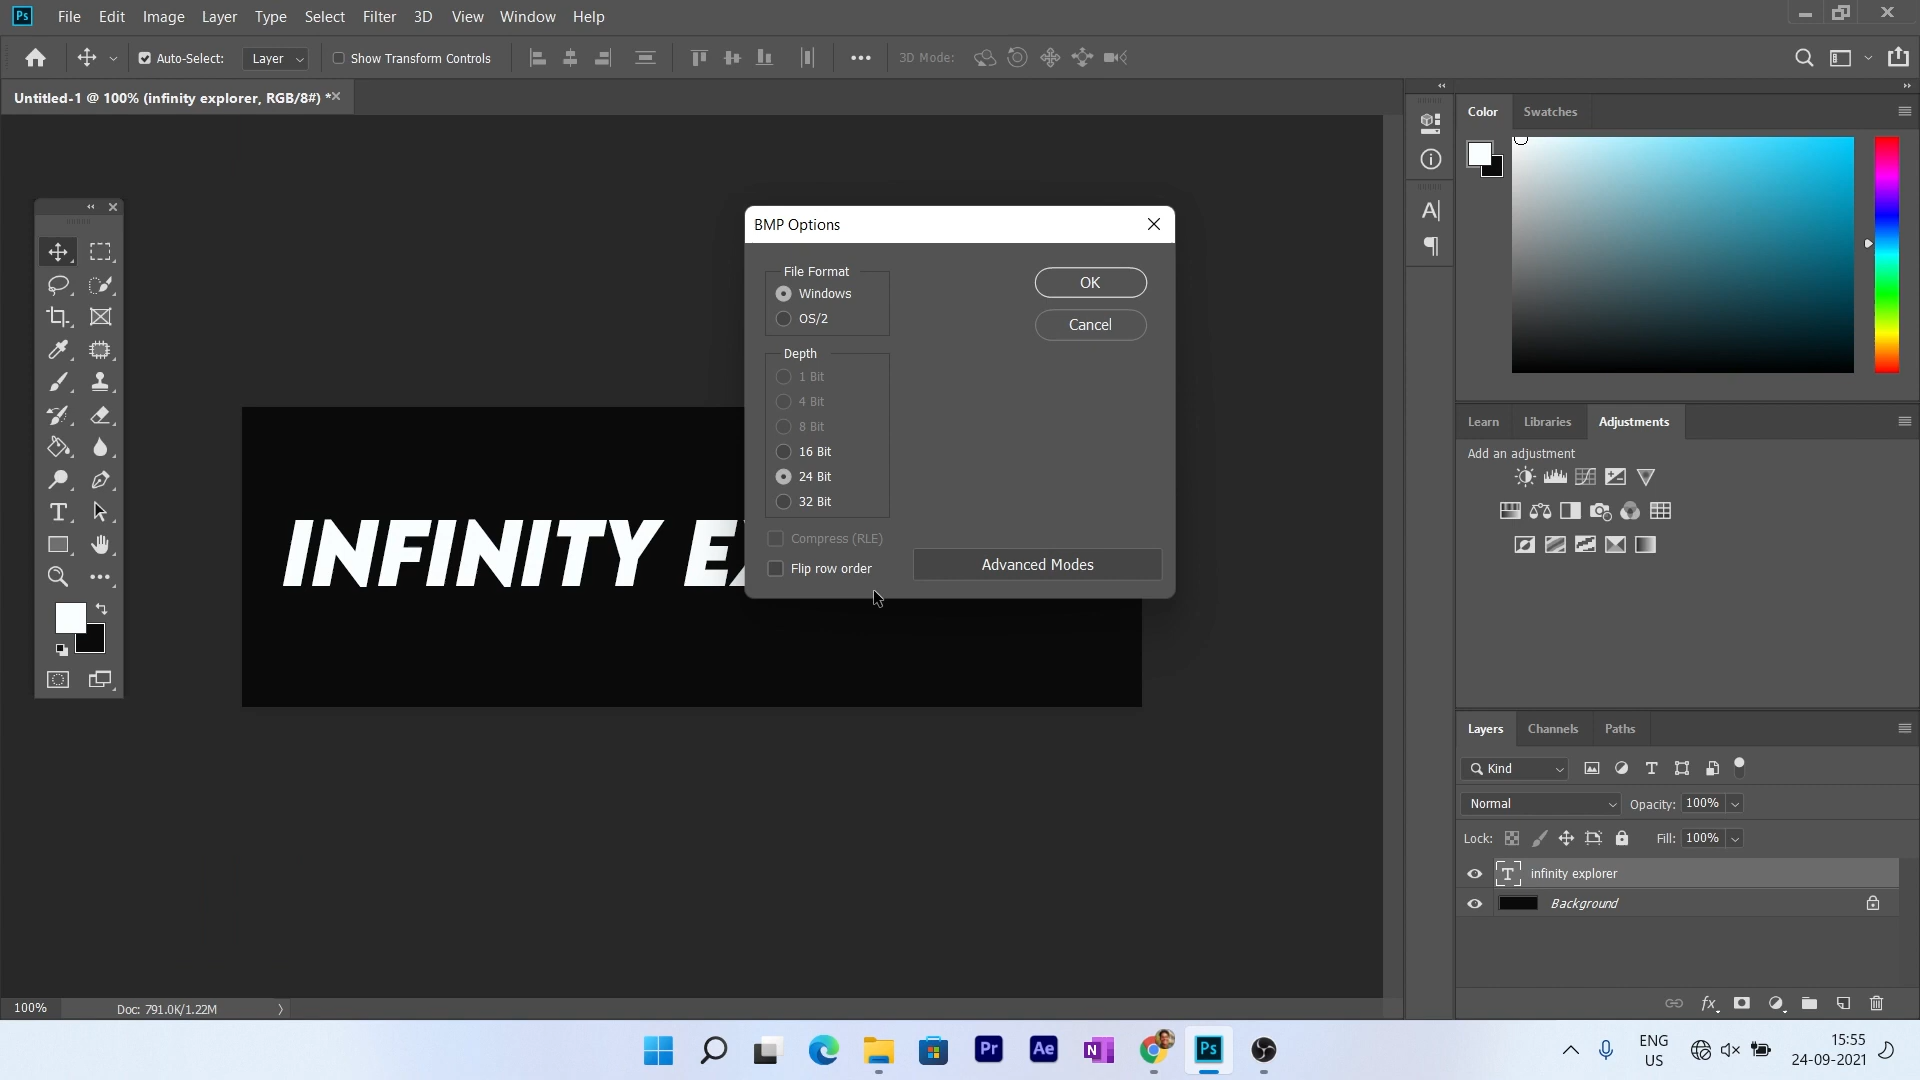 Ps File Edit Image Layer Type Select Filter 3D View Window Help
Auto-Select: Layer Show Transform Controls 3D Mode:
Untitled-1 @ 100% (infinity explorer, RGB/8#) *
Color Swatches
BMP Options
File Format
Windows
OS/2
OK
Cancel
Depth
1 Bit
4 Bit
8 Bit
16 Bit
24 Bit
32 Bit
Compress (RLE)
Flip row order
Advanced Modes
INFINITY E
Learn Libraries Adjustments
Add an adjustment
Layers Channels Paths
Kind
Normal Opacity: 100%
Lock: Fill: 100%
infinity explorer
Background
100% Doc: 791.0K/1.22M
Pr Ae N Ps
ENG
US
15:55
24-09-2021